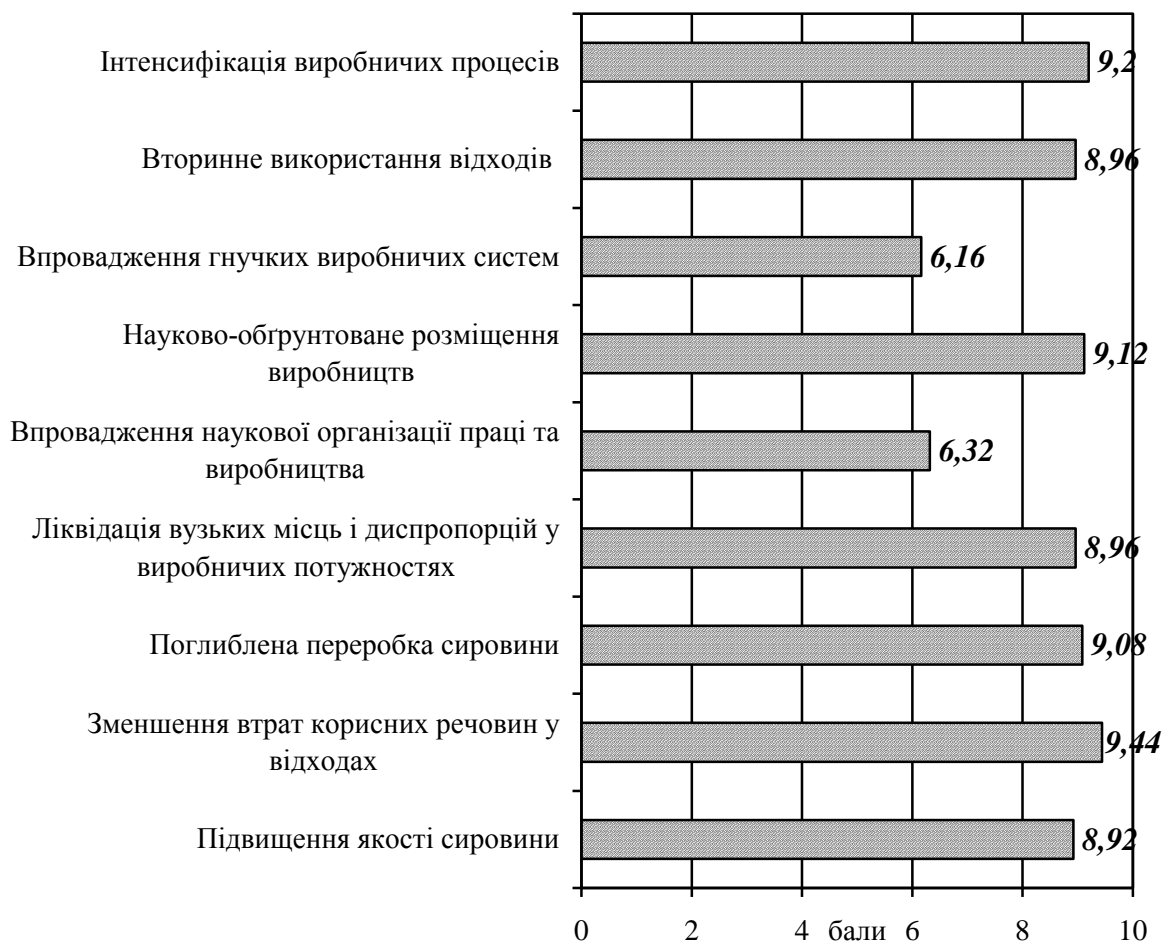 Інтенсифікація виробничих процесів
9,2
Вторинне використання відходів
8,96
Впровадження гнучких виробничих систем
6,16
Науково-обґрунтоване розміщення
виробництв
9,12
Впровадження наукової організації праці та
виробництва
6,32
Ліквідація вузьких місць і диспропорцій у
виробничих потужностях
8,96
Поглиблена переробка сировини
9,08
Зменшення втрат корисних речовин у
відходах
9,44
Підвищення якості сировини
8,92
0 2 4 бали 6 8 10